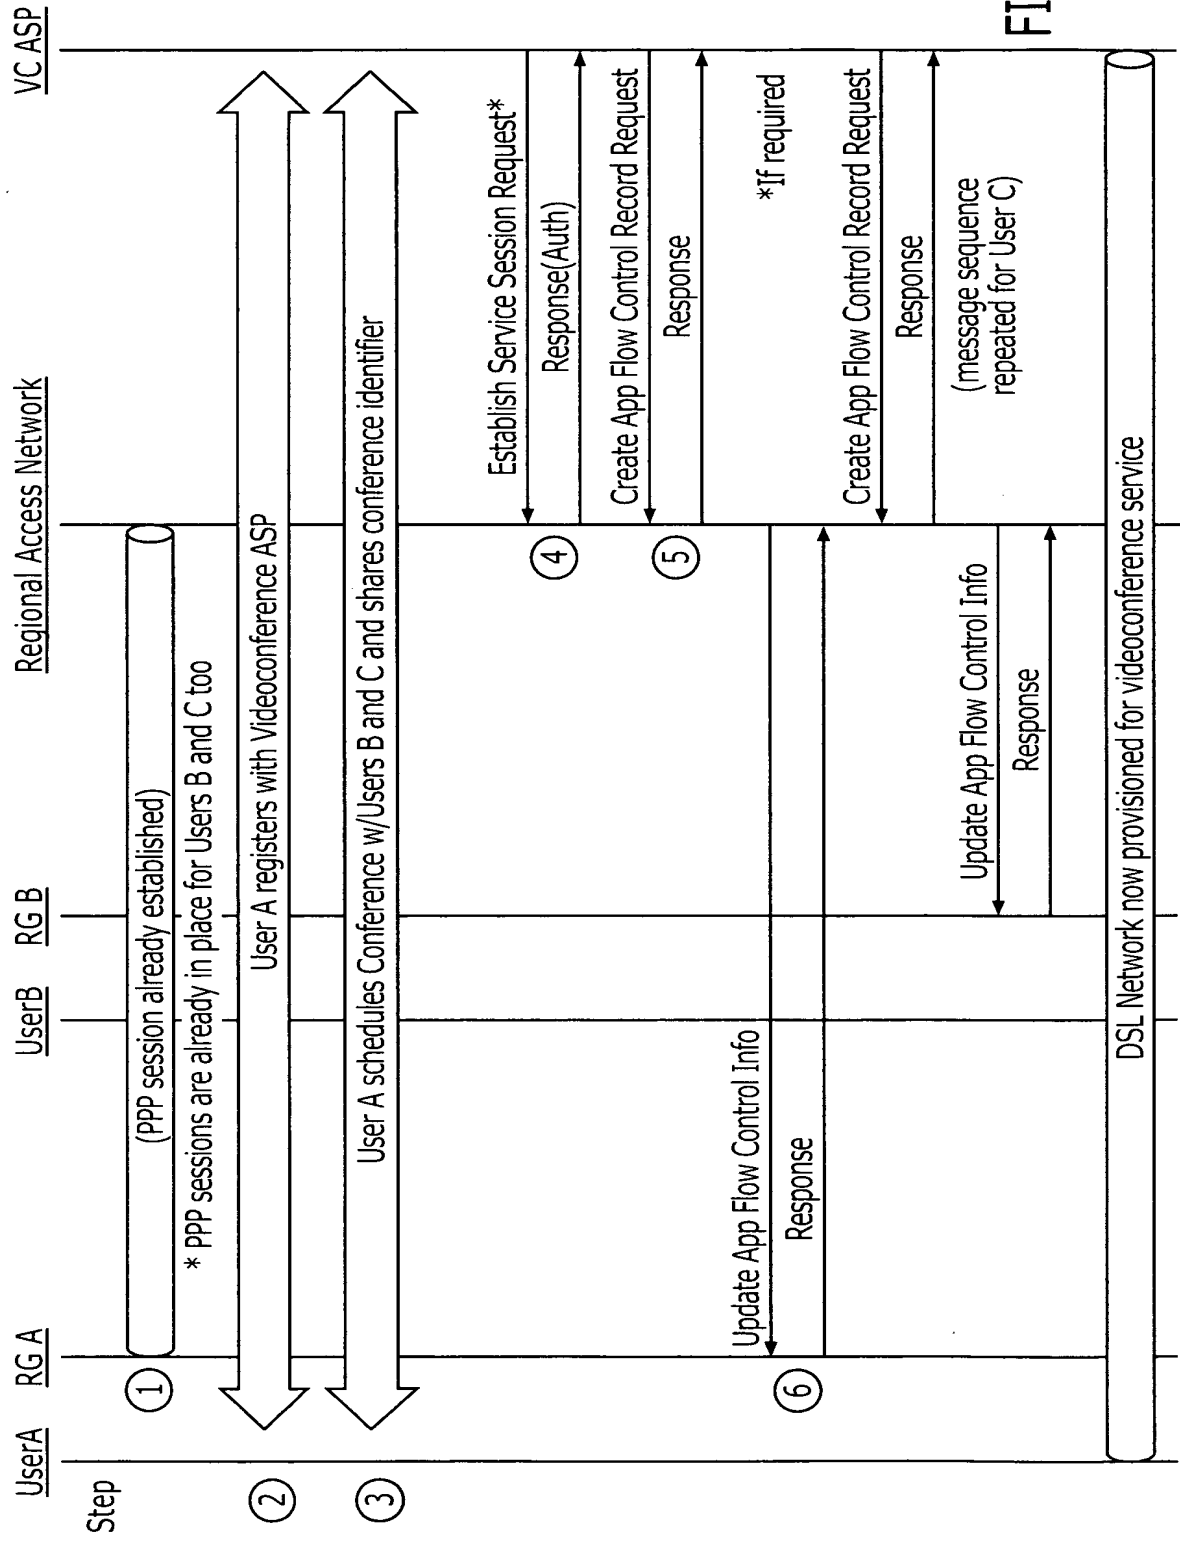 UserA
RG A
UserB
RG B
Regional Access Network
VC ASP
Step
1
(PPP session already established)
* PPP sessions are already in place for Users B and C too
2
User A registers with Videoconference ASP
3
User A schedules Conference w/Users B and C and shares conference identifier
Establish Service Session Request*
4
Response(Auth)
Create App Flow Control Record Request
5
Response
Update App Flow Control Info
*If required
6
Response
Create App Flow Control Record Request
Response
(message sequence
repeated for User C)
Update App Flow Control Info
Response
DSL Network now provisioned for videoconference service